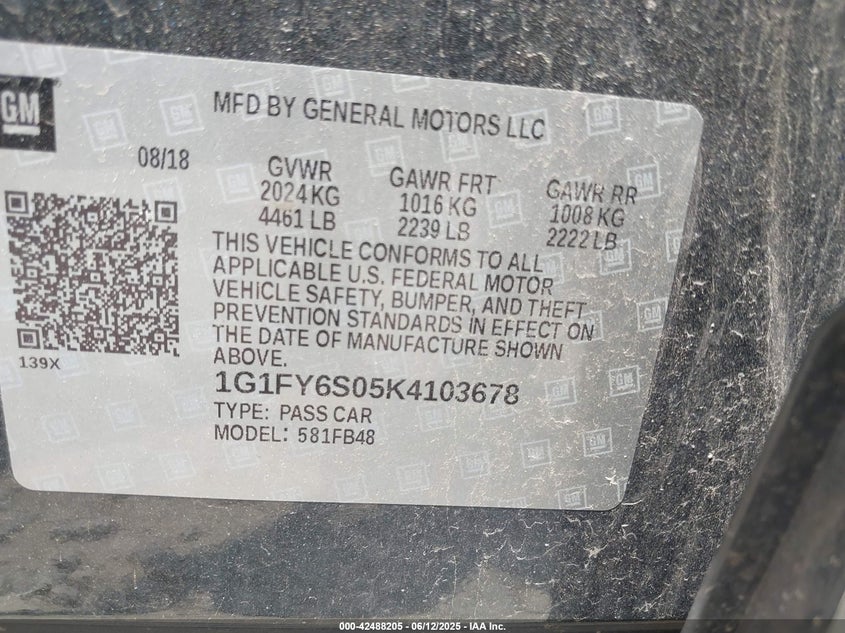 GM
MFD BY GENERAL MOTORS LLC
08/18
GVWR
2024 KG
4461 LB
GAWR FRT
1016 KG
2239 LB
GAWR RR
1008 KG
2222 LB
THIS VEHICLE CONFORMS TO ALL
APPLICABLE U.S. FEDERAL MOTOR
VEHICLE SAFETY, BUMPER, AND THEFT
PREVENTION STANDARDS IN EFFECT ON
THE DATE OF MANUFACTURE SHOWN
ABOVE.
139X
1G1FY6S05K4103678
TYPE: PASS CAR
MODEL: 581FB48
000-42488205 - 06/12/2025 - IAA Inc.